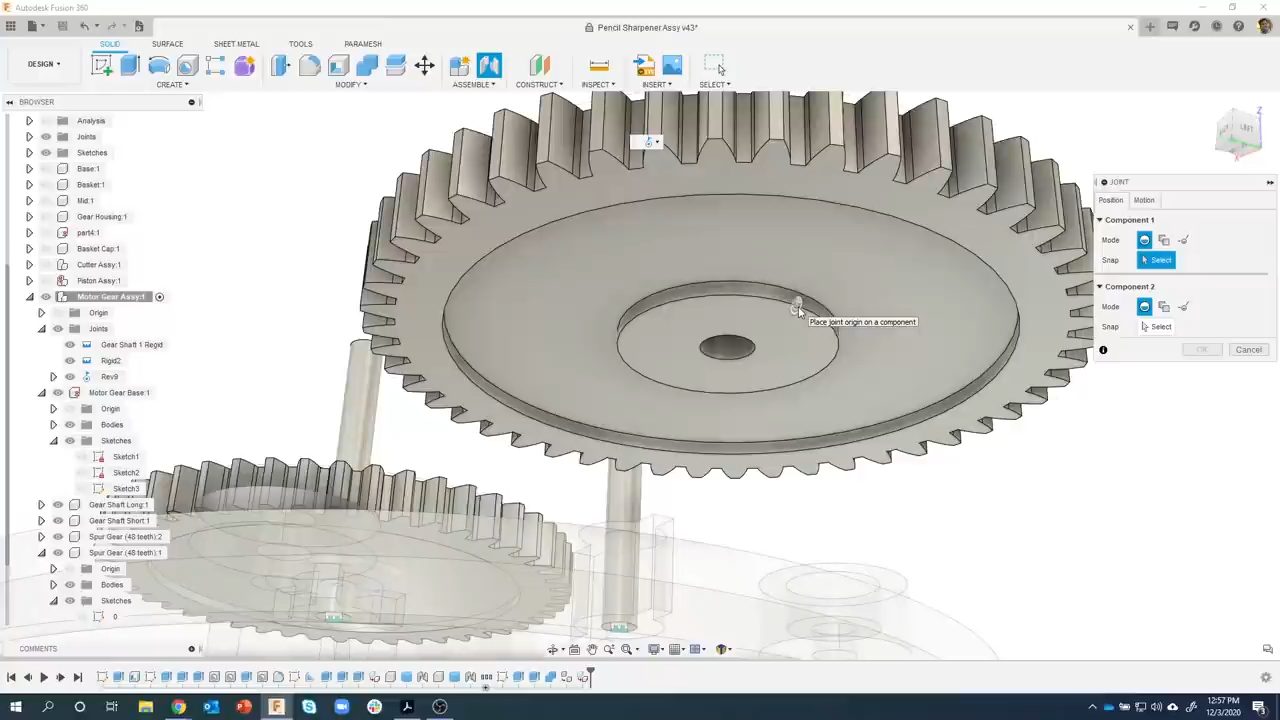 Autodesk Fusion 360
Pencil Sharpener Assy v43*
SOLID
SURFACE
SHEET METAL
TOOLS
PARAMESH
DESIGN
CREATE
MODIFY
ASSEMBLE
CONSTRUCT
INSPECT
INSERT
SELECT
BROWSER
Analysis
Joints
Sketches
Base:1
Basket:1
Mid:1
Gear Housing:1
part4:1
Basket Cap:1
Cutter Assy:1
Piston Assy:1
Motor Gear Assy:1
Origin
Joints
Gear Shaft 1 Regid
Rigid2
Rev9
Motor Gear Base:1
Origin
Bodies
Sketches
Sketch1
Sketch2
Sketch3
Gear Shaft Long:1
Gear Shaft Short:1
Spur Gear (48 teeth):2
Spur Gear (48 teeth):1
Origin
Bodies
Sketches
0
COMMENTS
Place joint origin on a component
LEFT
Z
JOINT
Position
Motion
Component 1
Mode
Snap
Select
Component 2
Mode
Snap
Select
OK
Cancel
12:57 PM
12/3/2020